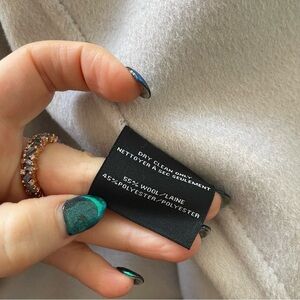 DRY CLEAN ONLY
NETTOYER A SEC SEULEMENT
55% WOOL/LAINE
45%POLYESTER/POLYESTER